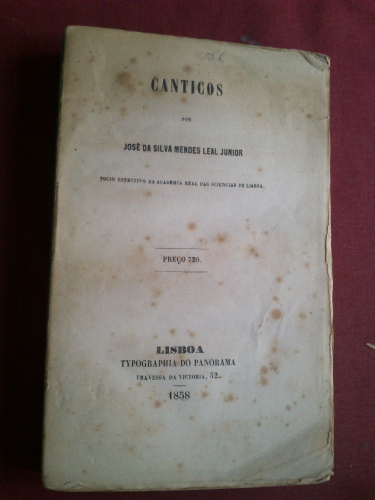 CANTICOS
POR
JOSÉ DA SILVA MENDES LEAL JUNIOR
SOCIO EFFECTIVO DA ACADEMIA REAL DAS SCIENCIAS DE LISBOA.
PREÇO 720.
LISBOA
TYPOGRAPHIA DO PANORAMA
TRAVESSA DA VICTORIA, 52.
1858